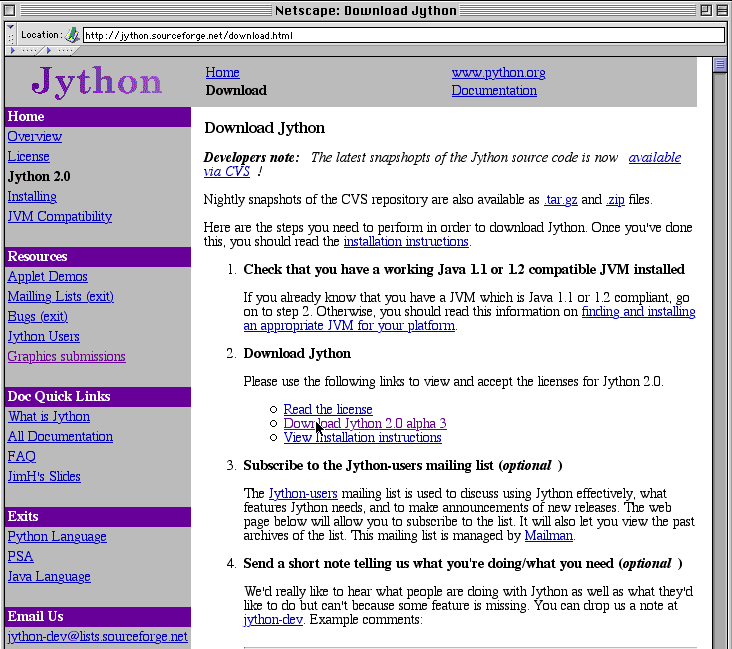 Netscape: Download Jython
Location: http://jython.sourceforge.net/download.html
Jython
Home
www.python.org
Download
Documentation
Home
Overview
License
Jython 2.0
Installing
JVM Compatibility
Resources
Applet Demos
Mailling Lists (exit)
Bugs (exit)
Jython Users
Graphics submissions
Doc Quick Links
What is Jython
All Documentation
FAQ
JimH's Slides
Exits
Python Language
PSA
Java Language
Email Us
jython-dev@lists.sourceforge.net
Download Jython
Developers note: The latest snapshopts of the Jython source code is now available
via CVS !
Nightly snapshots of the CVS repository are also available as .tar.gz and .zip files.
Here are the steps you need to perform in order to download Jython. Once you've done
this, you should read the installation instructions.
1. Check that you have a working Java 1.1 or 1.2 compatible JVM installed
If you already know that you have a JVM which is Java 1.1 or 1.2 compliant, go
on to step 2. Otherwise, you should read this information on finding and installing
an appropriate JVM for your platform.
2. Download Jython
Please use the following links to view and accept the licenses for Jython 2.0.
Read the license
Download Jython 2.0 alpha 3
View Installation instructions
3. Subscribe to the Jython-users mailing list (optional )
The Jython-users mailing list is used to discuss using Jython effectively, what
features Jython needs, and to make announcements of new releases. The web
page below will allow you to subscribe to the list. It will also let you view the past
archives of the list. This mailing list is managed by Mailman.
4. Send a short note telling us what you're doing/what you need (optional )
We'd really like to hear what people are doing with Jython as well as what they'd
like to do but can't because some feature is missing. You can drop us a note at
jython-dev. Example comments: